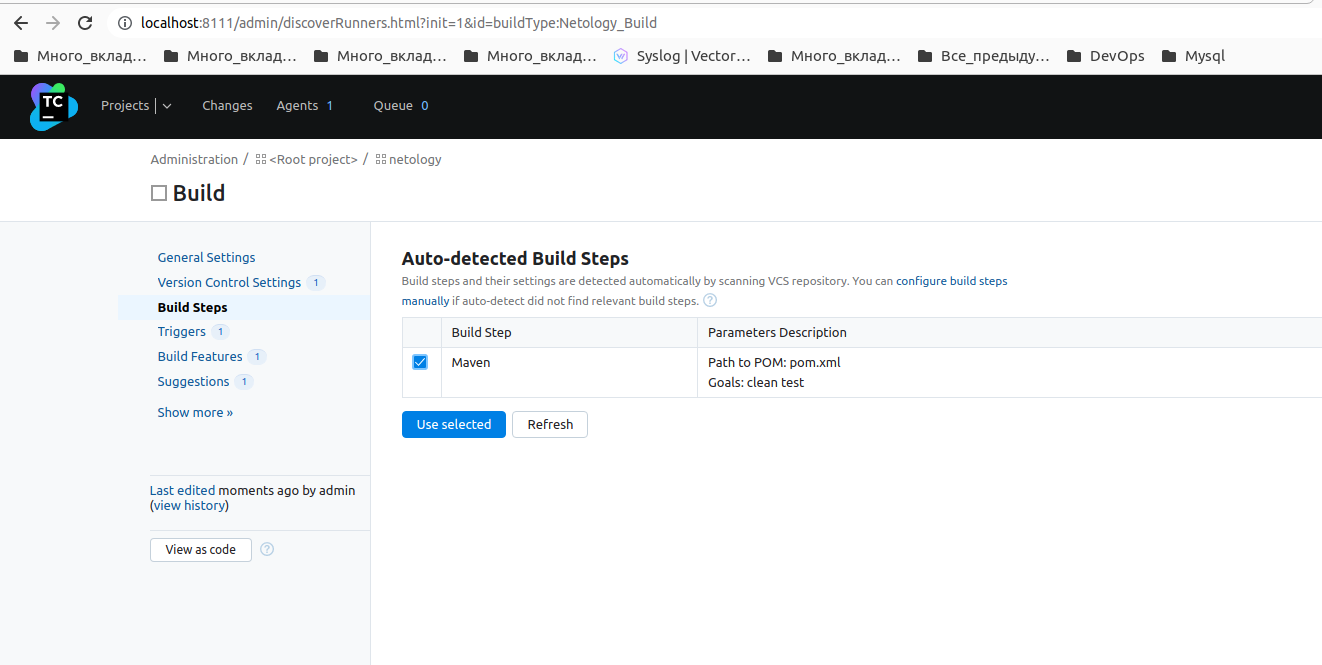 localhost:8111/admin/discoverRunners.html?init=1&id=buildType:Netology_Build
Много_вклад... Много_вклад... Много_вклад... Много_вклад... Syslog | Vector... Много_вклад... Все_предыду... DevOps Mysql
TC Projects Changes Agents 1 Queue 0
Administration / <Root project> / netology
Build
General Settings
Version Control Settings 1
Build Steps
Triggers 1
Build Features 1
Suggestions 1
Show more »
Last edited moments ago by admin
(view history)
View as code ?
Auto-detected Build Steps
Build steps and their settings are detected automatically by scanning VCS repository. You can configure build steps
manually if auto-detect did not find relevant build steps. ?
Build Step Parameters Description
Maven Path to POM: pom.xml
Goals: clean test
Use selected Refresh